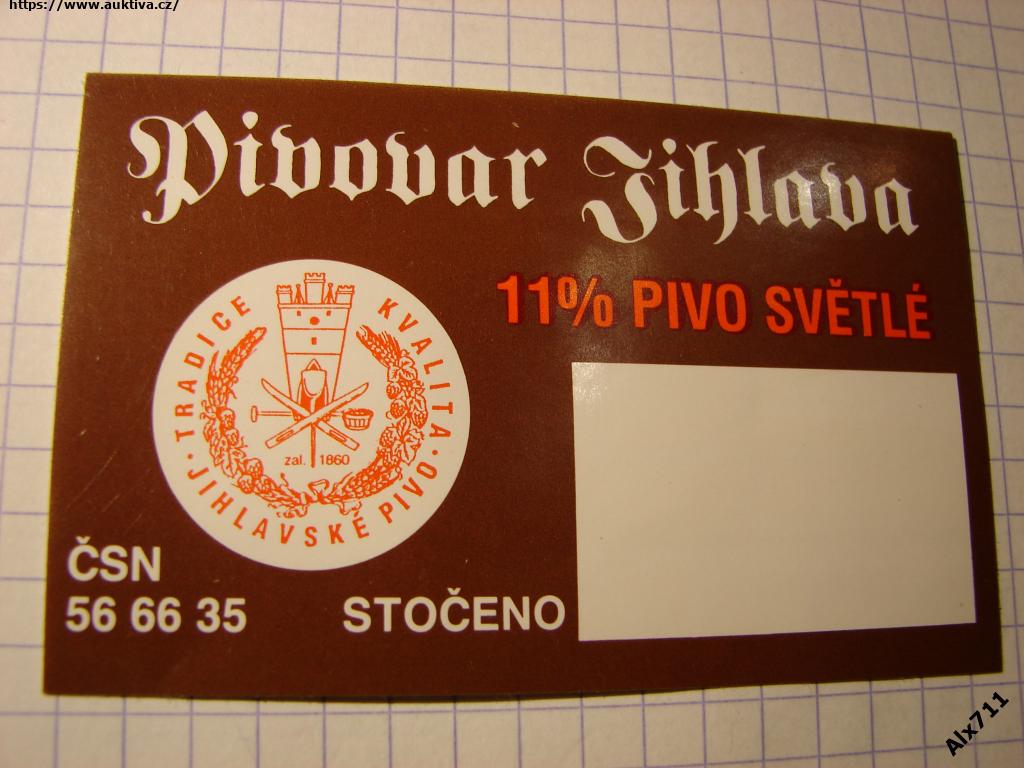 https://www.auktiva.cz/
Pivovar Jihlava
11% PIVO SVĚTLÉ
· TRADICE KVALITA ·
zal. 1860
JIHLAVSKÉ PIVO
ČSN
56 66 35
STOČENO
Alx711